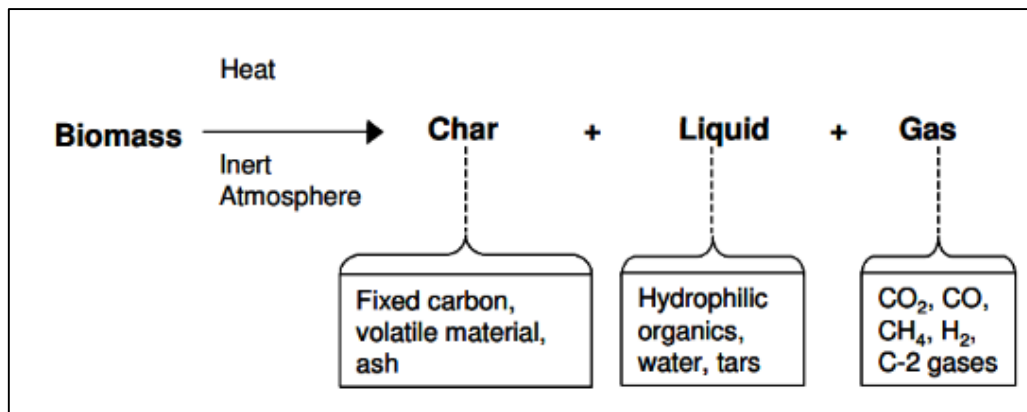 Heat
Biomass Char + Liquid + Gas
Inert
Atmosphere
Fixed carbon,
volatile material,
ash
Hydrophilic
organics,
water, tars
CO₂, CO,
CH₄, H₂,
C-2 gases